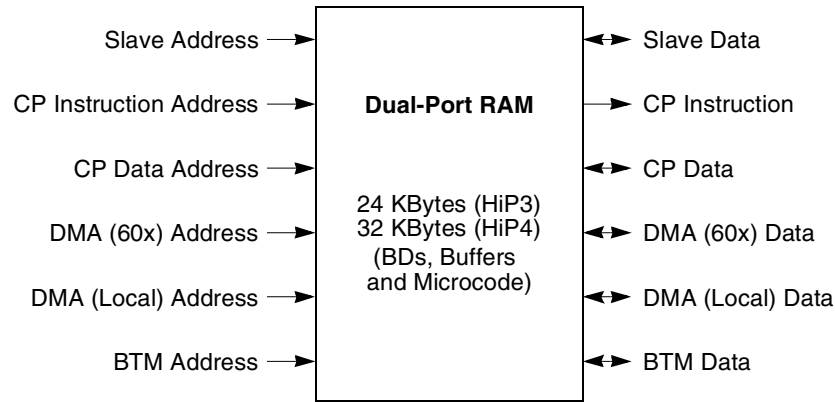 Slave Address
Slave Data
CP Instruction Address
Dual-Port RAM
CP Instruction
CP Data Address
CP Data
24 KBytes (HiP3)
32 KBytes (HiP4)
DMA (60x) Address
DMA (60x) Data
(BDs, Buffers
and Microcode)
DMA (Local) Address
DMA (Local) Data
BTM Address
BTM Data